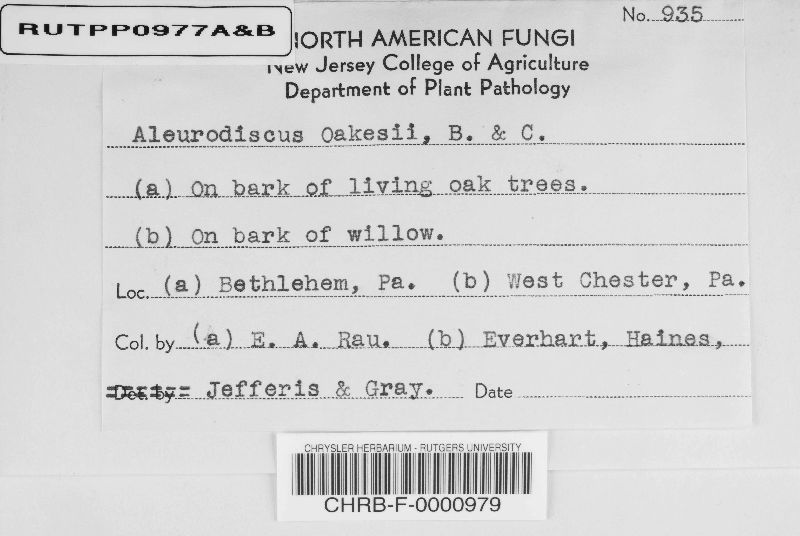 No. 935
RUTPP0977A&B
NORTH AMERICAN FUNGI
New Jersey College of Agriculture
Department of Plant Pathology
Aleurodiscus Oakesii, B. & C.
(a) On bark of living oak trees.
(b) On bark of willow.
Loc. (a) Bethlehem, Pa. (b) West Chester, Pa.
Col. by (a) E. A. Rau. (b) Everhart, Haines,
Det. by Jefferis & Gray. Date
CHRYSLER HERBARIUM - RUTGERS UNIVERSITY
CHRB-F-0000979